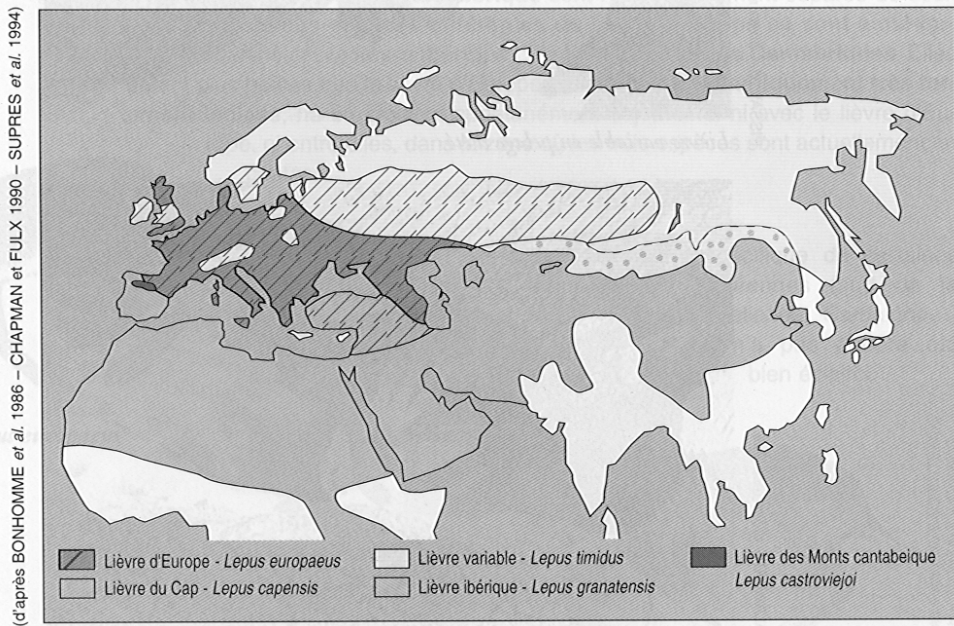 (d'après BONHOMME et al. 1986 – CHAPMAN et FULX 1990 – SUPRES et al. 1994)
Lièvre d'Europe - Lepus europaeus
Lièvre du Cap - Lepus capensis
Lièvre variable - Lepus timidus
Lièvre ibérique - Lepus granatensis
Lièvre des Monts cantabeique
Lepus castroviejoi